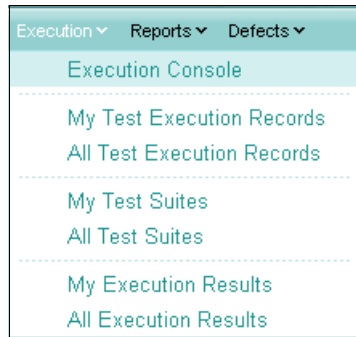 Execution Reports Defects
Execution Console
My Test Execution Records
All Test Execution Records
My Test Suites
All Test Suites
My Execution Results
All Execution Results